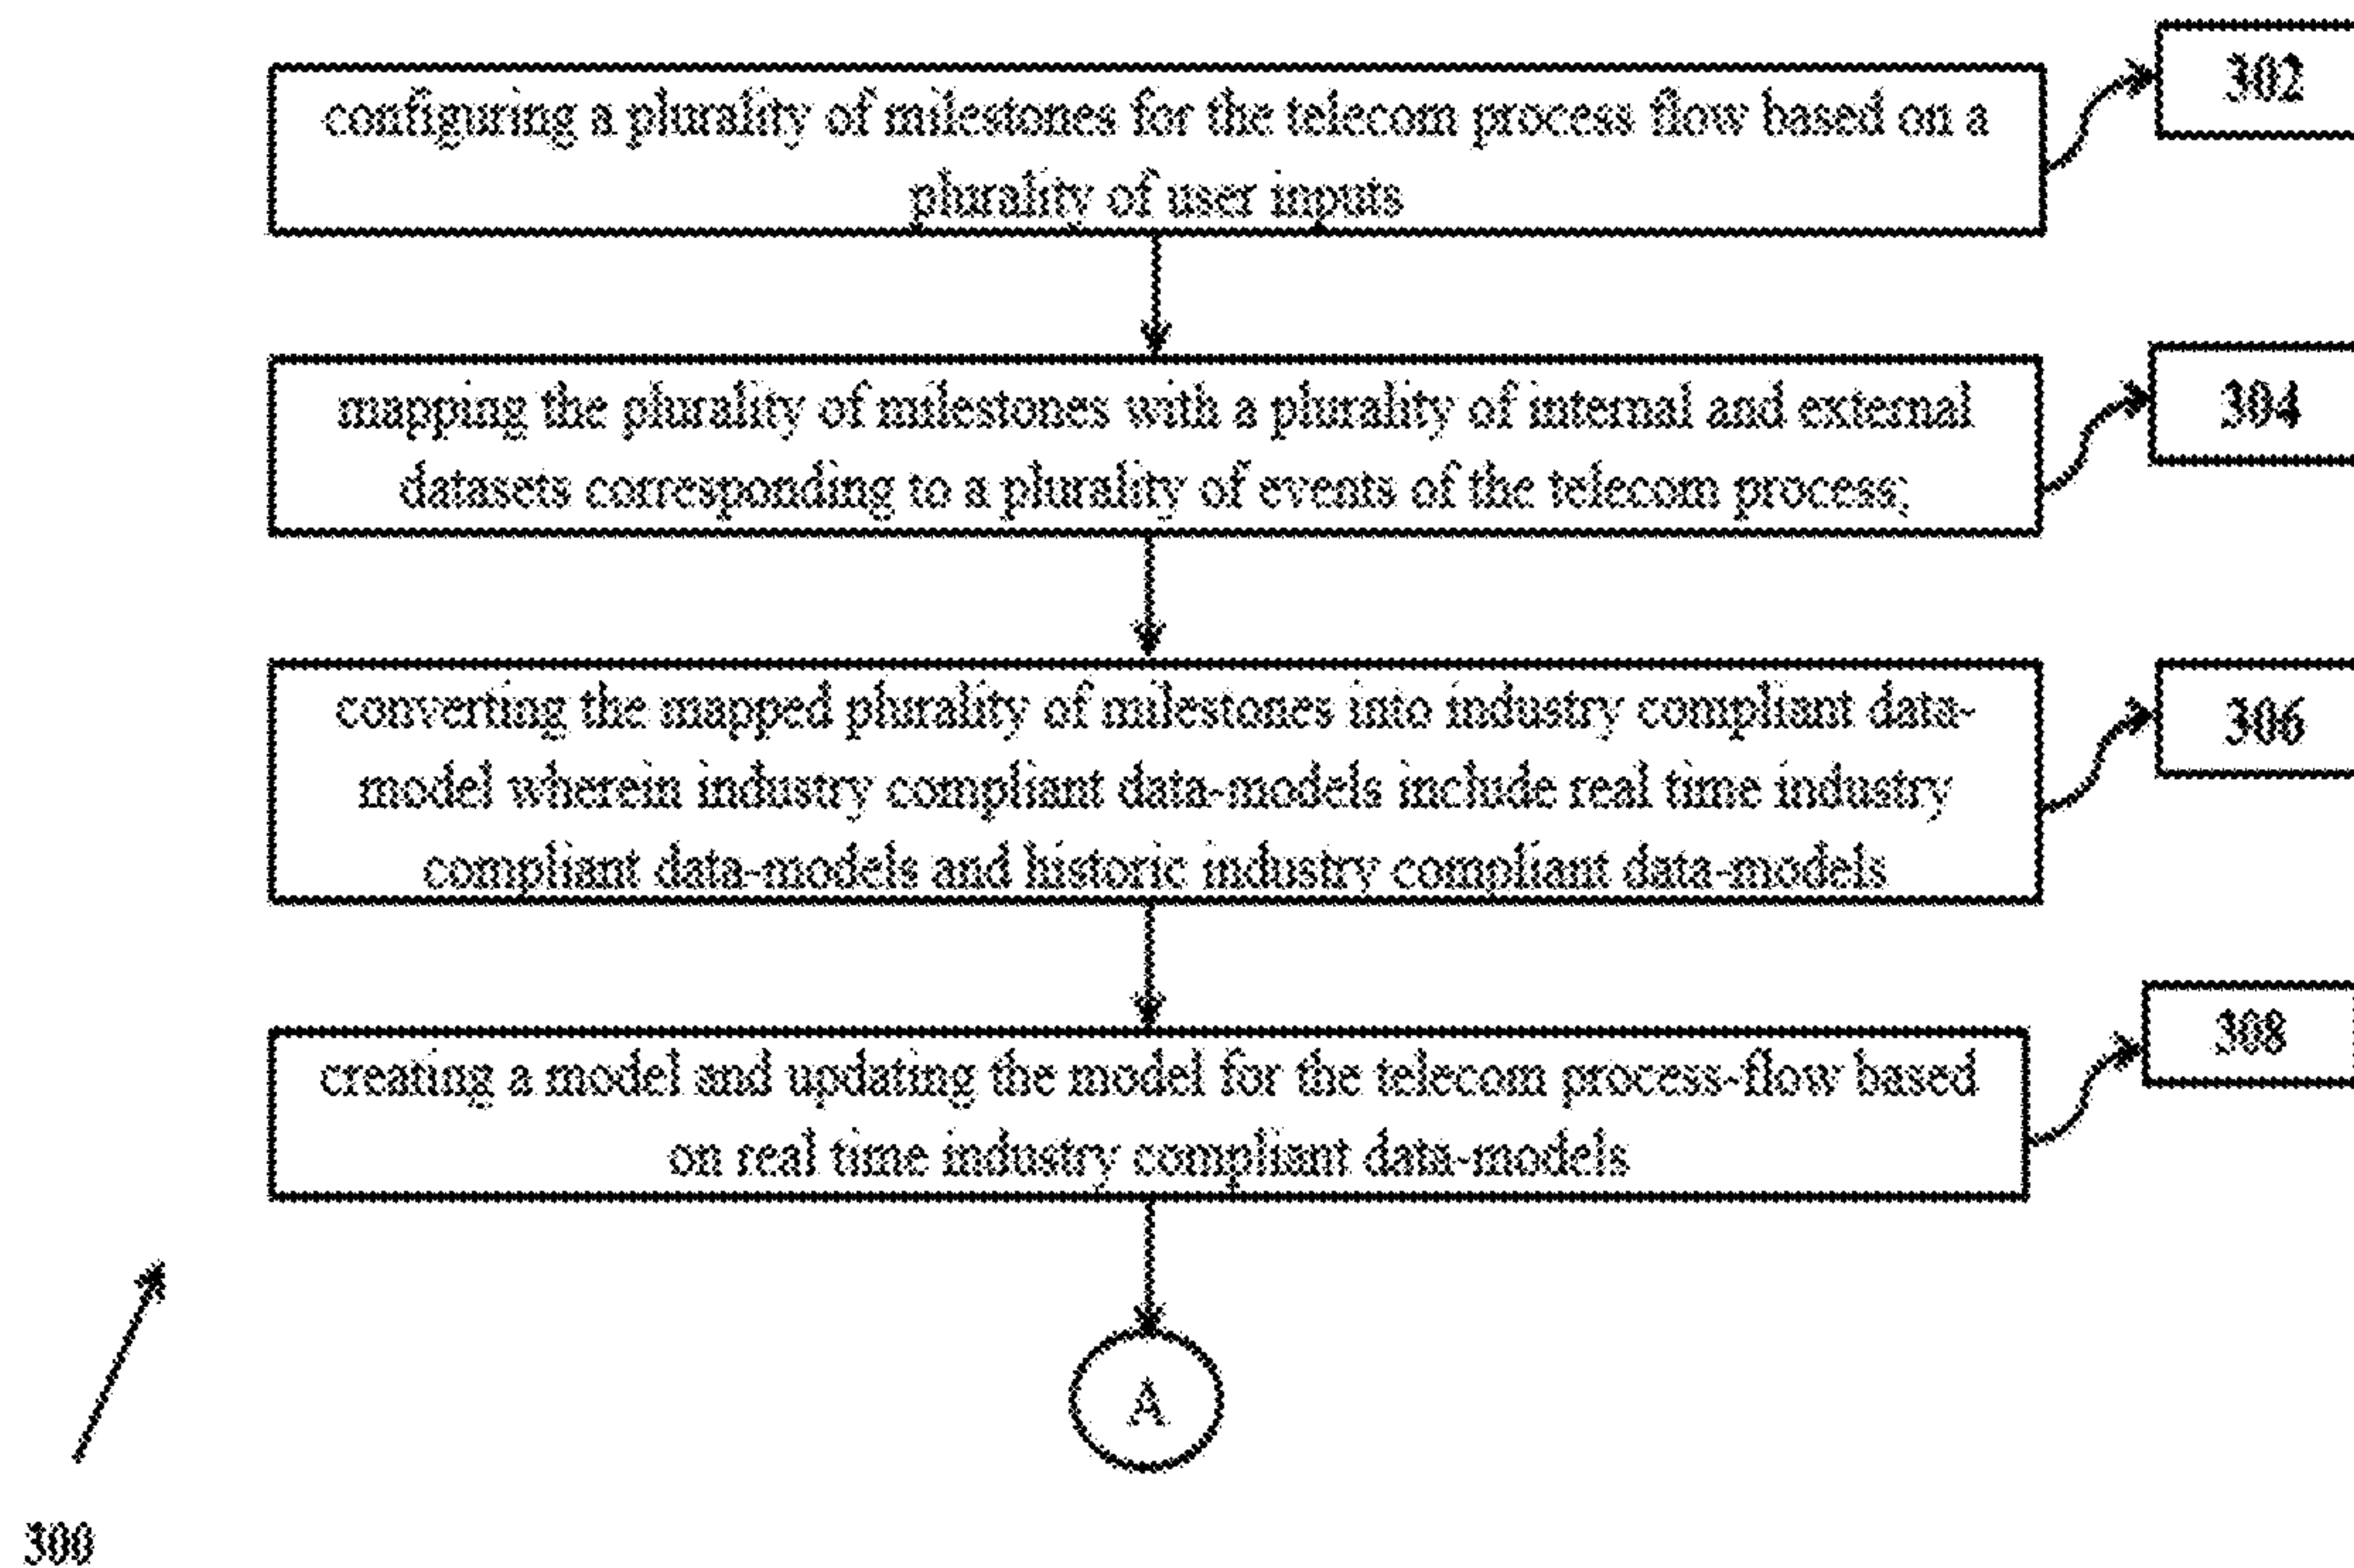 302
configuring a plurality of milestones for the telecom process flow based on a
plurality of user inputs
304
mapping the plurality of milestones with a plurality of internal and external
datasets corresponding to a plurality of events of the telecom process;
306
converting the mapped plurality of milestones into industry compliant data-
model wherein industry compliant data-models include real time industry
compliant data-models and historic industry compliant data-models
308
creating a model and updating the model for the telecom process-flow based
on real time industry compliant data-models
A
300